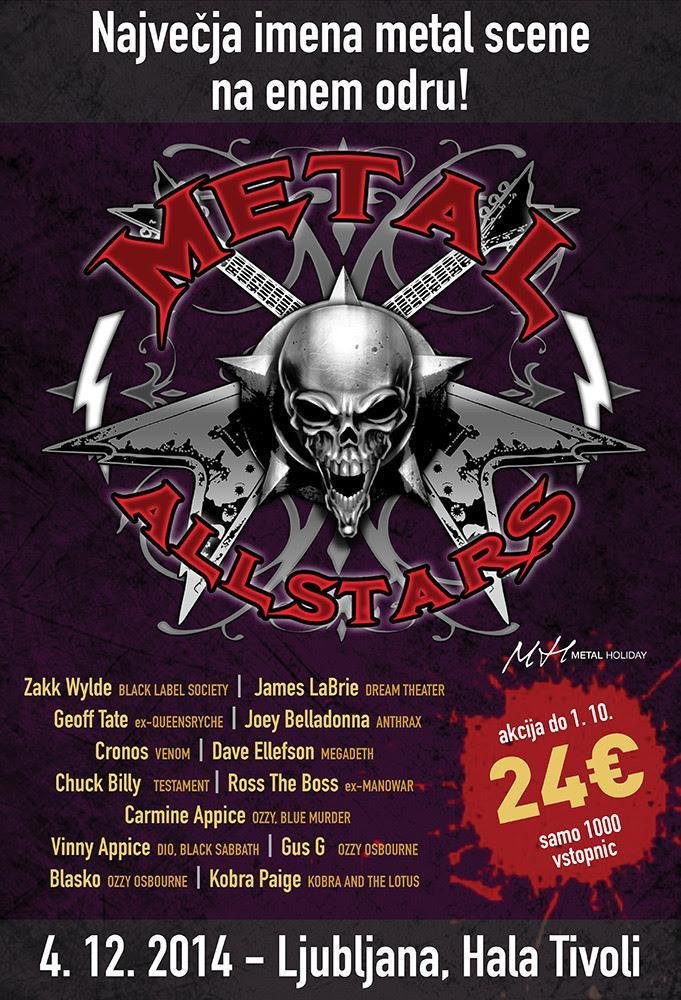 Največja imena metal scene
na enem odru!
METAL
ALLSTARS
MH METAL HOLIDAY
Zakk Wylde BLACK LABEL SOCIETY | James LaBrie DREAM THEATER
Geoff Tate ex-QUEENSRYCHE | Joey Belladonna ANTHRAX
Cronos VENOM | Dave Ellefson MEGADETH
Chuck Billy TESTAMENT | Ross The Boss ex-MANOWAR
Carmine Appice OZZY, BLUE MURDER
Vinny Appice DIO, BLACK SABBATH | Gus G OZZY OSBOURNE
Blasko OZZY OSBOURNE | Kobra Paige KOBRA AND THE LOTUS
akcija do 1. 10.
24€
samo 1000
vstopnic
4. 12. 2014 – Ljubljana, Hala Tivoli